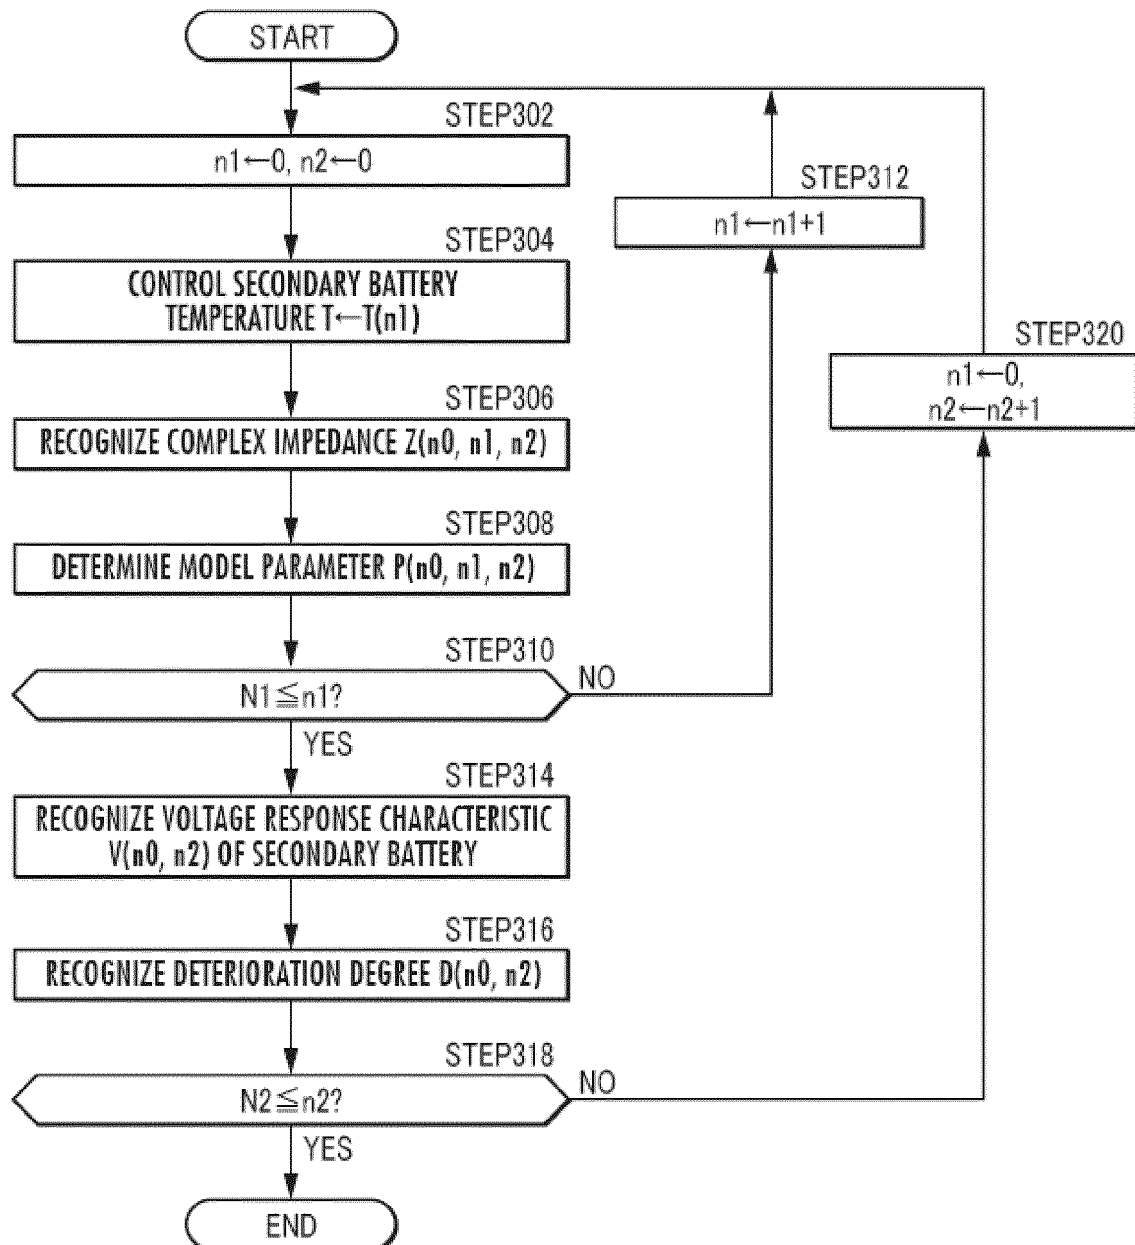 START
STEP302
n1←0, n2←0
STEP304
CONTROL SECONDARY BATTERY
TEMPERATURE T←T(n1)
STEP306
RECOGNIZE COMPLEX IMPEDANCE Z(n0, n1, n2)
STEP308
DETERMINE MODEL PARAMETER P(n0, n1, n2)
STEP310
N1≦n1?
NO
YES
STEP312
n1←n1+1
STEP314
RECOGNIZE VOLTAGE RESPONSE CHARACTERISTIC
V(n0, n2) OF SECONDARY BATTERY
STEP316
RECOGNIZE DETERIORATION DEGREE D(n0, n2)
STEP318
N2≦n2?
NO
YES
STEP320
n1←0,
n2←n2+1
END